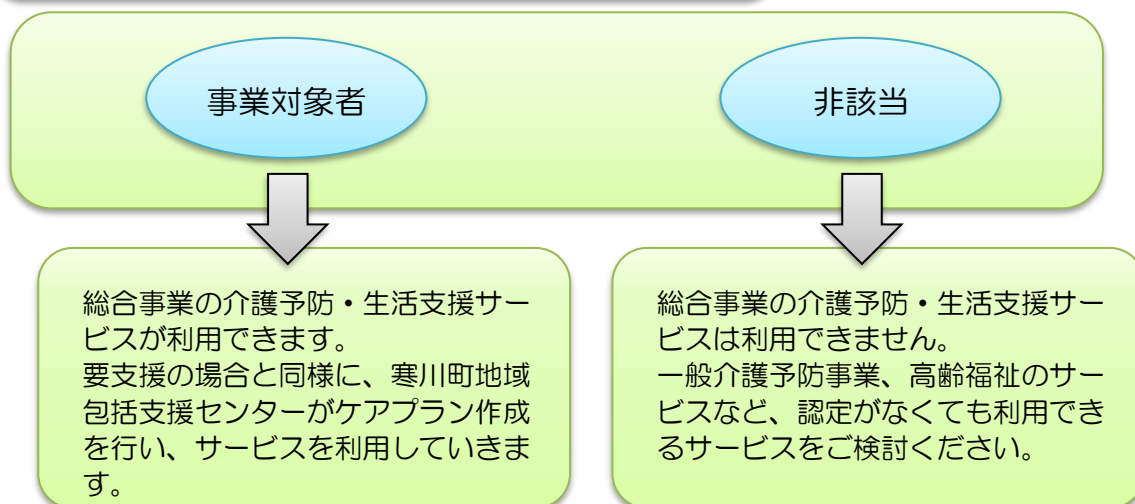 事業対象者
非該当
総合事業の介護予防・生活支援サー
ビスが利用できます。
要支援の場合と同様に、寒川町地域
包括支援センターがケアプラン作成
を行い、サービスを利用していきま
す。
総合事業の介護予防・生活支援サー
ビスは利用できません。
一般介護予防事業、高齢福祉のサー
ビスなど、認定がなくても利用でき
るサービスをご検討ください。